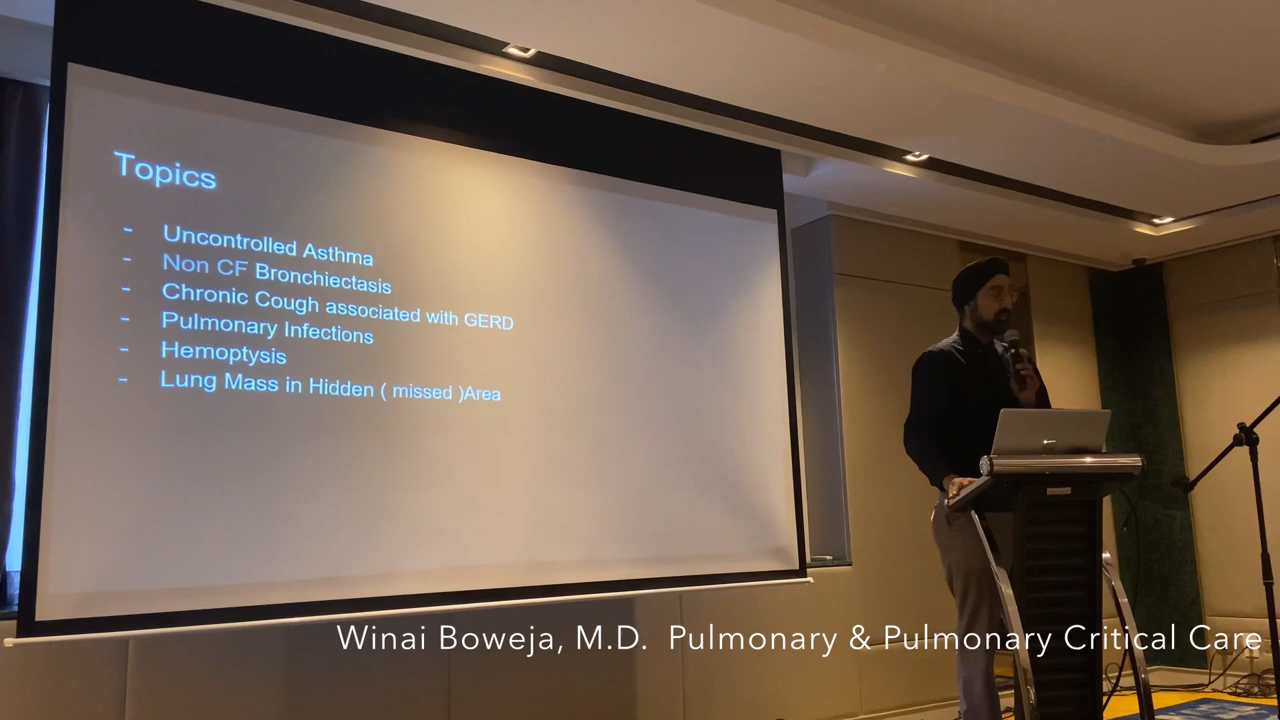 Topics
- Uncontrolled Asthma
- Non CF Bronchiectasis
- Chronic Cough associated with GERD
- Pulmonary Infections
- Hemoptysis
- Lung Mass in Hidden ( missed )Area
Winai Boweja, M.D. Pulmonary & Pulmonary Critical Care